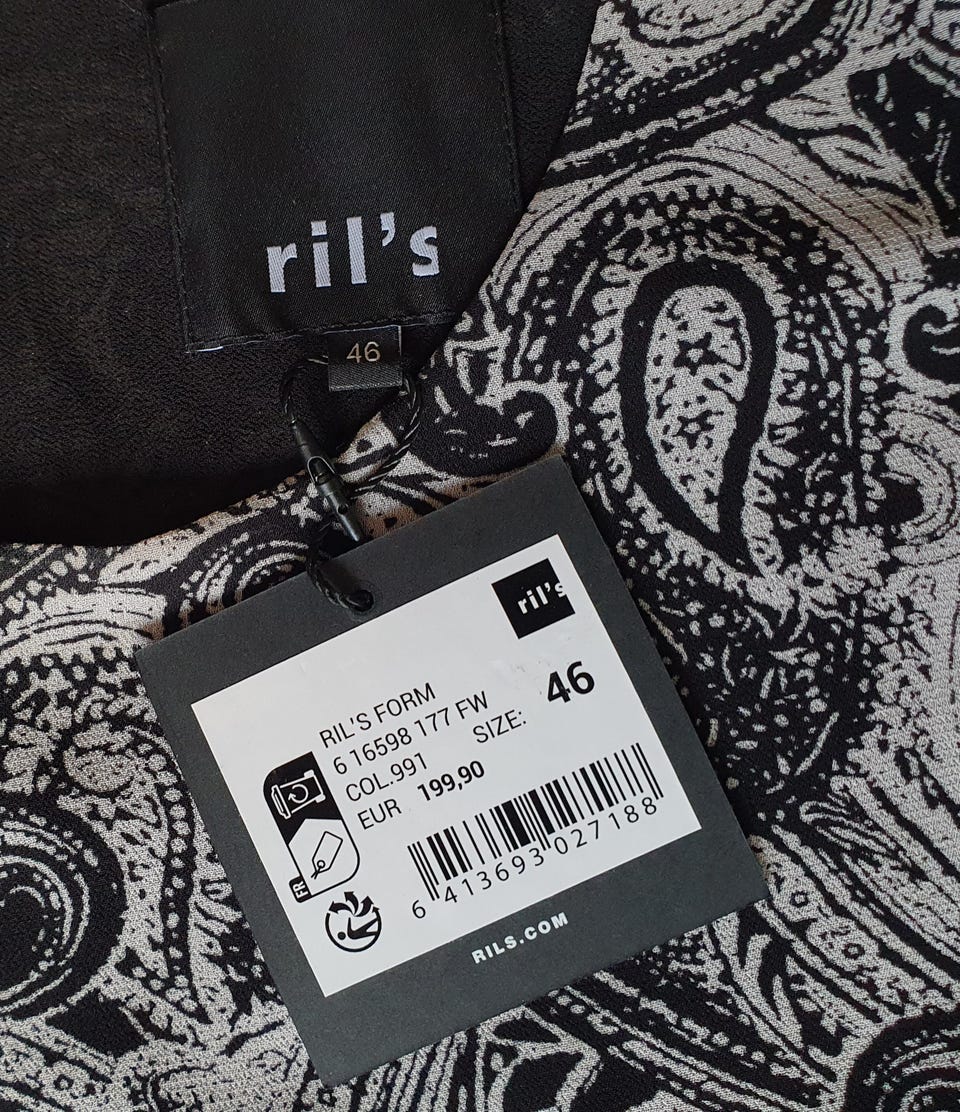 ril's
46
ril's
RIL'S FORM
6 16598 177 FW
COL.991 SIZE: 46
EUR 199,90
6 413693 027188
FR
RILS.COM